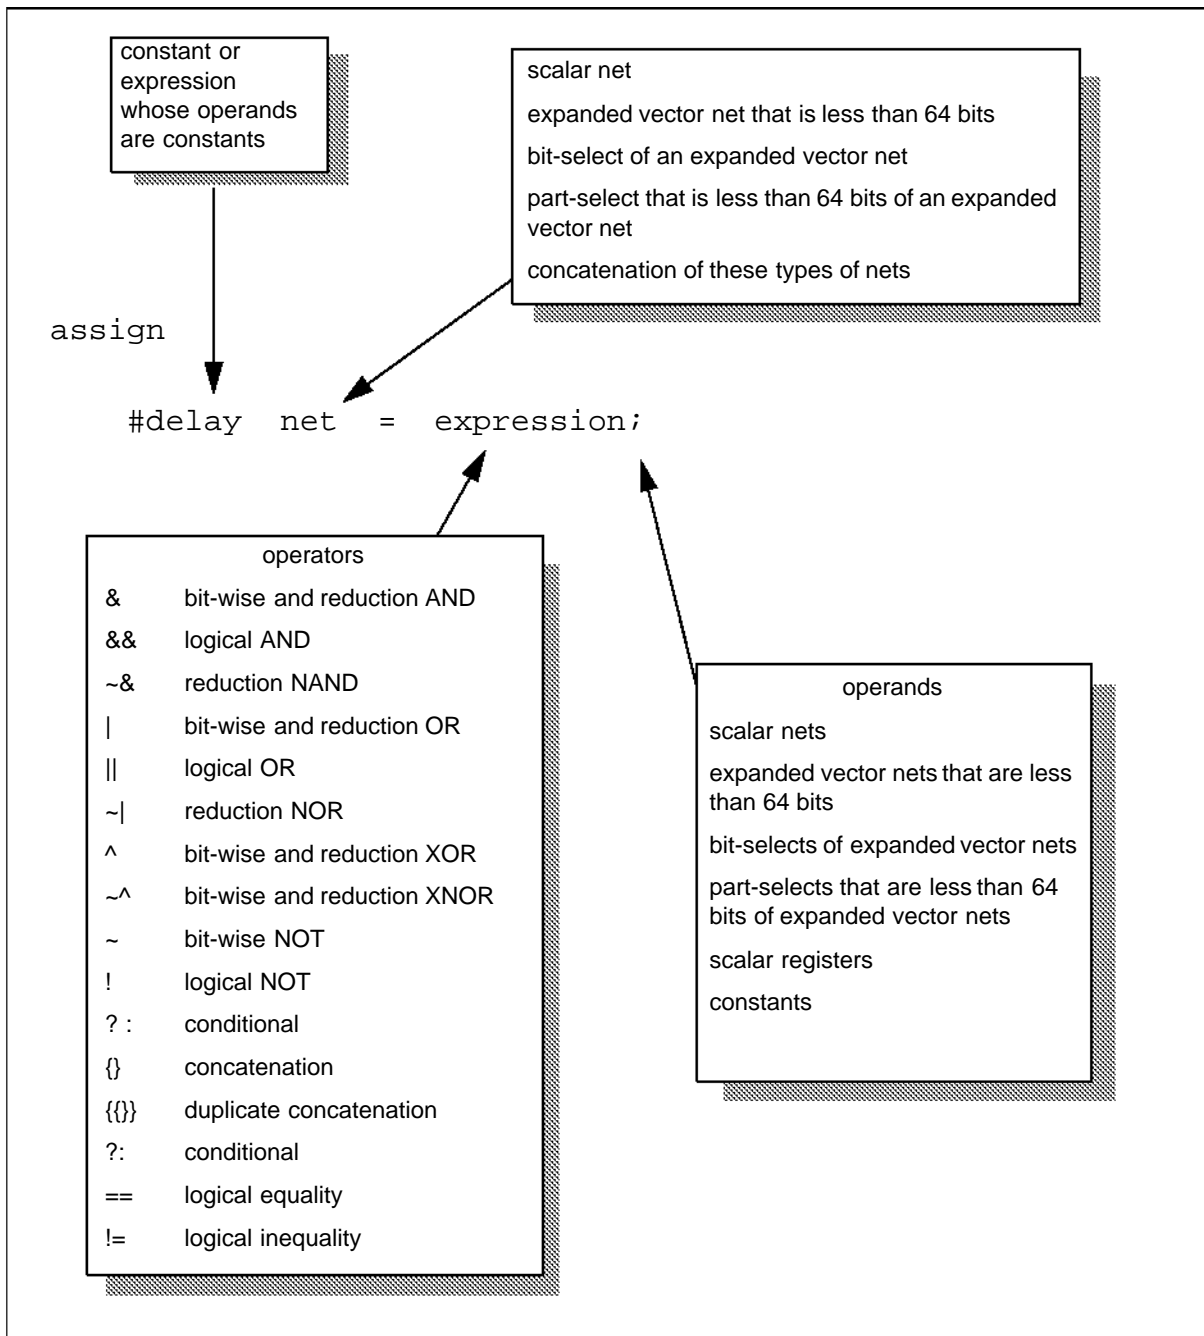 constant or
expression
whose operands
are constants
scalar net
expanded vector net that is less than 64 bits
bit-select of an expanded vector net
part-select that is less than 64 bits of an expanded
vector net
concatenation of these types of nets
assign
#delay net = expression;
operators
& bit-wise and reduction AND
&& logical AND
~& reduction NAND
| bit-wise and reduction OR
|| logical OR
~| reduction NOR
^ bit-wise and reduction XOR
~^ bit-wise and reduction XNOR
~ bit-wise NOT
! logical NOT
? : conditional
{} concatenation
{{}} duplicate concatenation
?: conditional
== logical equality
!= logical inequality
operands
scalar nets
expanded vector nets that are less
than 64 bits
bit-selects of expanded vector nets
part-selects that are less than 64
bits of expanded vector nets
scalar registers
constants